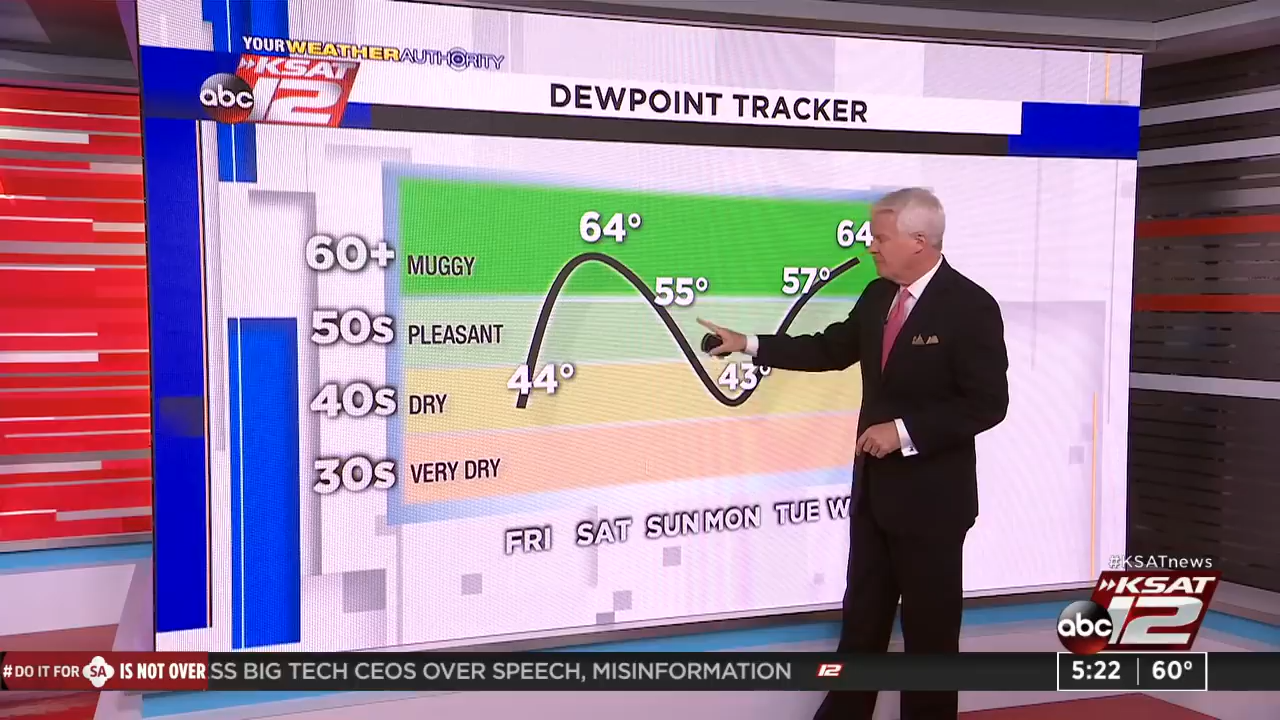 YOUR WEATHER AUTHORITY
KSAT
abc 12
DEWPOINT TRACKER
64°
64
60+ MUGGY
57°
55°
50s PLEASANT
44°
43°
40s DRY
30s VERY DRY
FRI SAT SUN MON TUE W
#KSATnews
KSAT
abc 12
#DO IT FOR SA IS NOT OVER SS BIG TECH CEOS OVER SPEECH, MISINFORMATION 12
5:22 60°